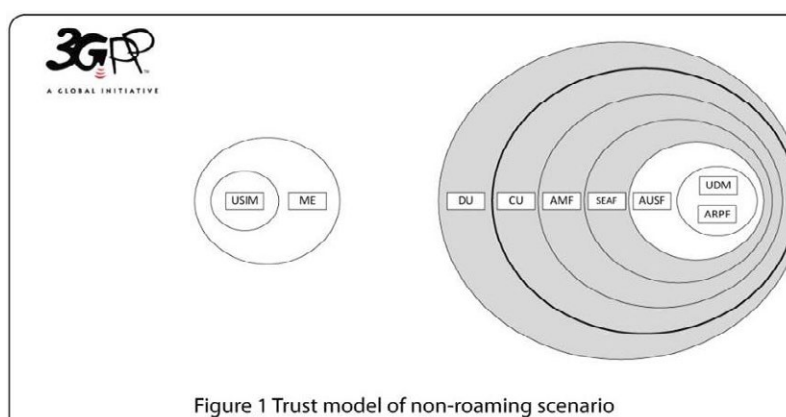 3GPP
TM
A GLOBAL INITIATIVE
USIM
ME
DU
CU
AMF
SEAF
AUSF
UDM
ARPF
Figure 1 Trust model of non-roaming scenario